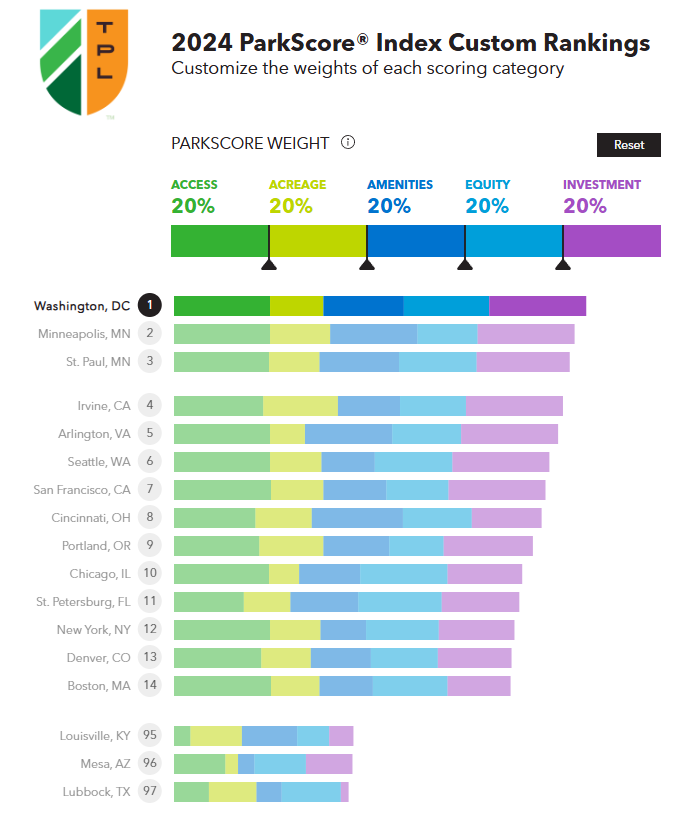 T
P
L
TM
2024 ParkScore® Index Custom Rankings
Customize the weights of each scoring category
PARKSCORE WEIGHT ⓘ
Reset
ACCESS ACREAGE AMENITIES EQUITY INVESTMENT
20% 20% 20% 20% 20%
Washington, DC 1
Minneapolis, MN 2
St. Paul, MN 3
Irvine, CA 4
Arlington, VA 5
Seattle, WA 6
San Francisco, CA 7
Cincinnati, OH 8
Portland, OR 9
Chicago, IL 10
St. Petersburg, FL 11
New York, NY 12
Denver, CO 13
Boston, MA 14
Louisville, KY 95
Mesa, AZ 96
Lubbock, TX 97